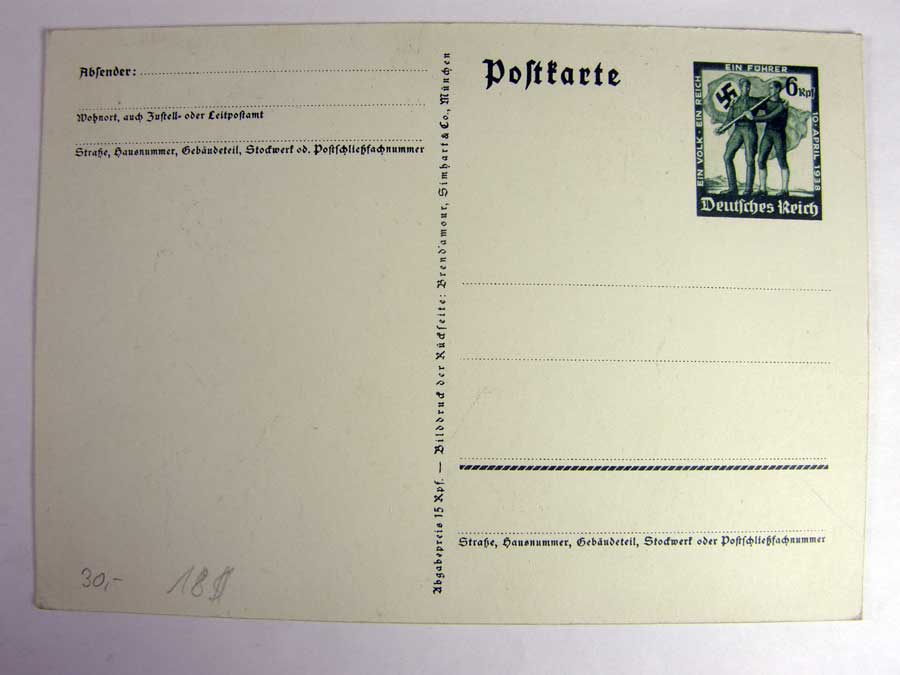 Absender:
Wohnort, auch Zustell- oder Leitpostamt
Straße, Hausnummer, Gebäudeteil, Stockwerk od. Postschließfachnummer
30,-
18$
Abgabepreis 15 Rpf. — Bilddruck der Rückseite: Brend'amour, Simhart & Co., München
Postkarte
EIN VOLK · EIN REICH
EIN FÜHRER
6 Rpf
10. APRIL 1938
Deutsches Reich
Straße, Hausnummer, Gebäudeteil, Stockwerk oder Postschließfachnummer